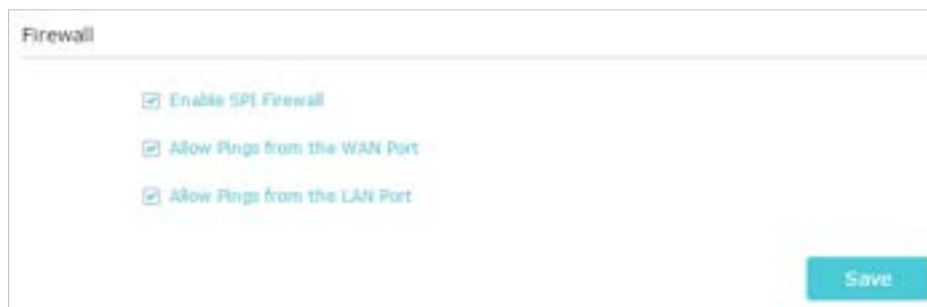 Firewall
Enable SPI Firewall
Allow Pings from the WAN Port
Allow Pings from the LAN Port
Save